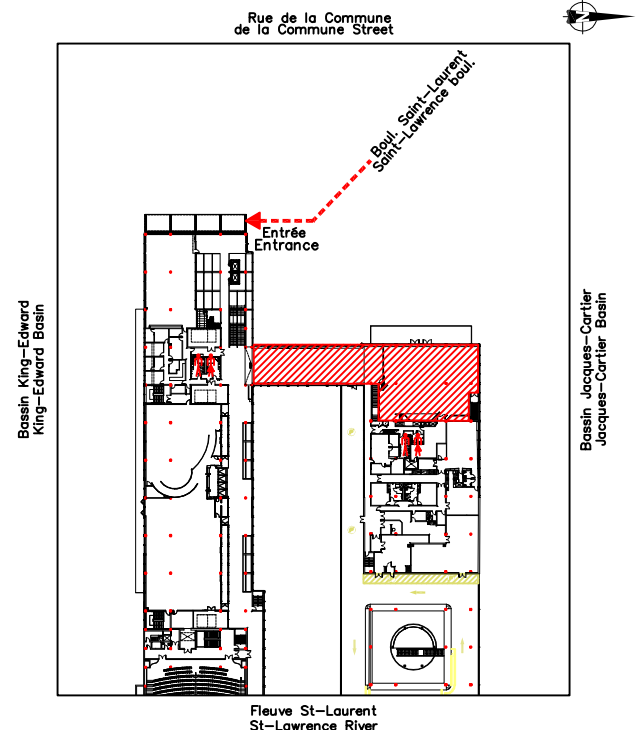 Rue de la Commune
de la Commune Street
N
Boul. Saint-Laurent
Saint-Lawrence boul.
Entrée
Entrance
Bassin King-Edward
King-Edward Basin
Bassin Jacques-Cartier
Jacques-Cartier Basin
Fleuve St-Laurent
St-Lawrence River